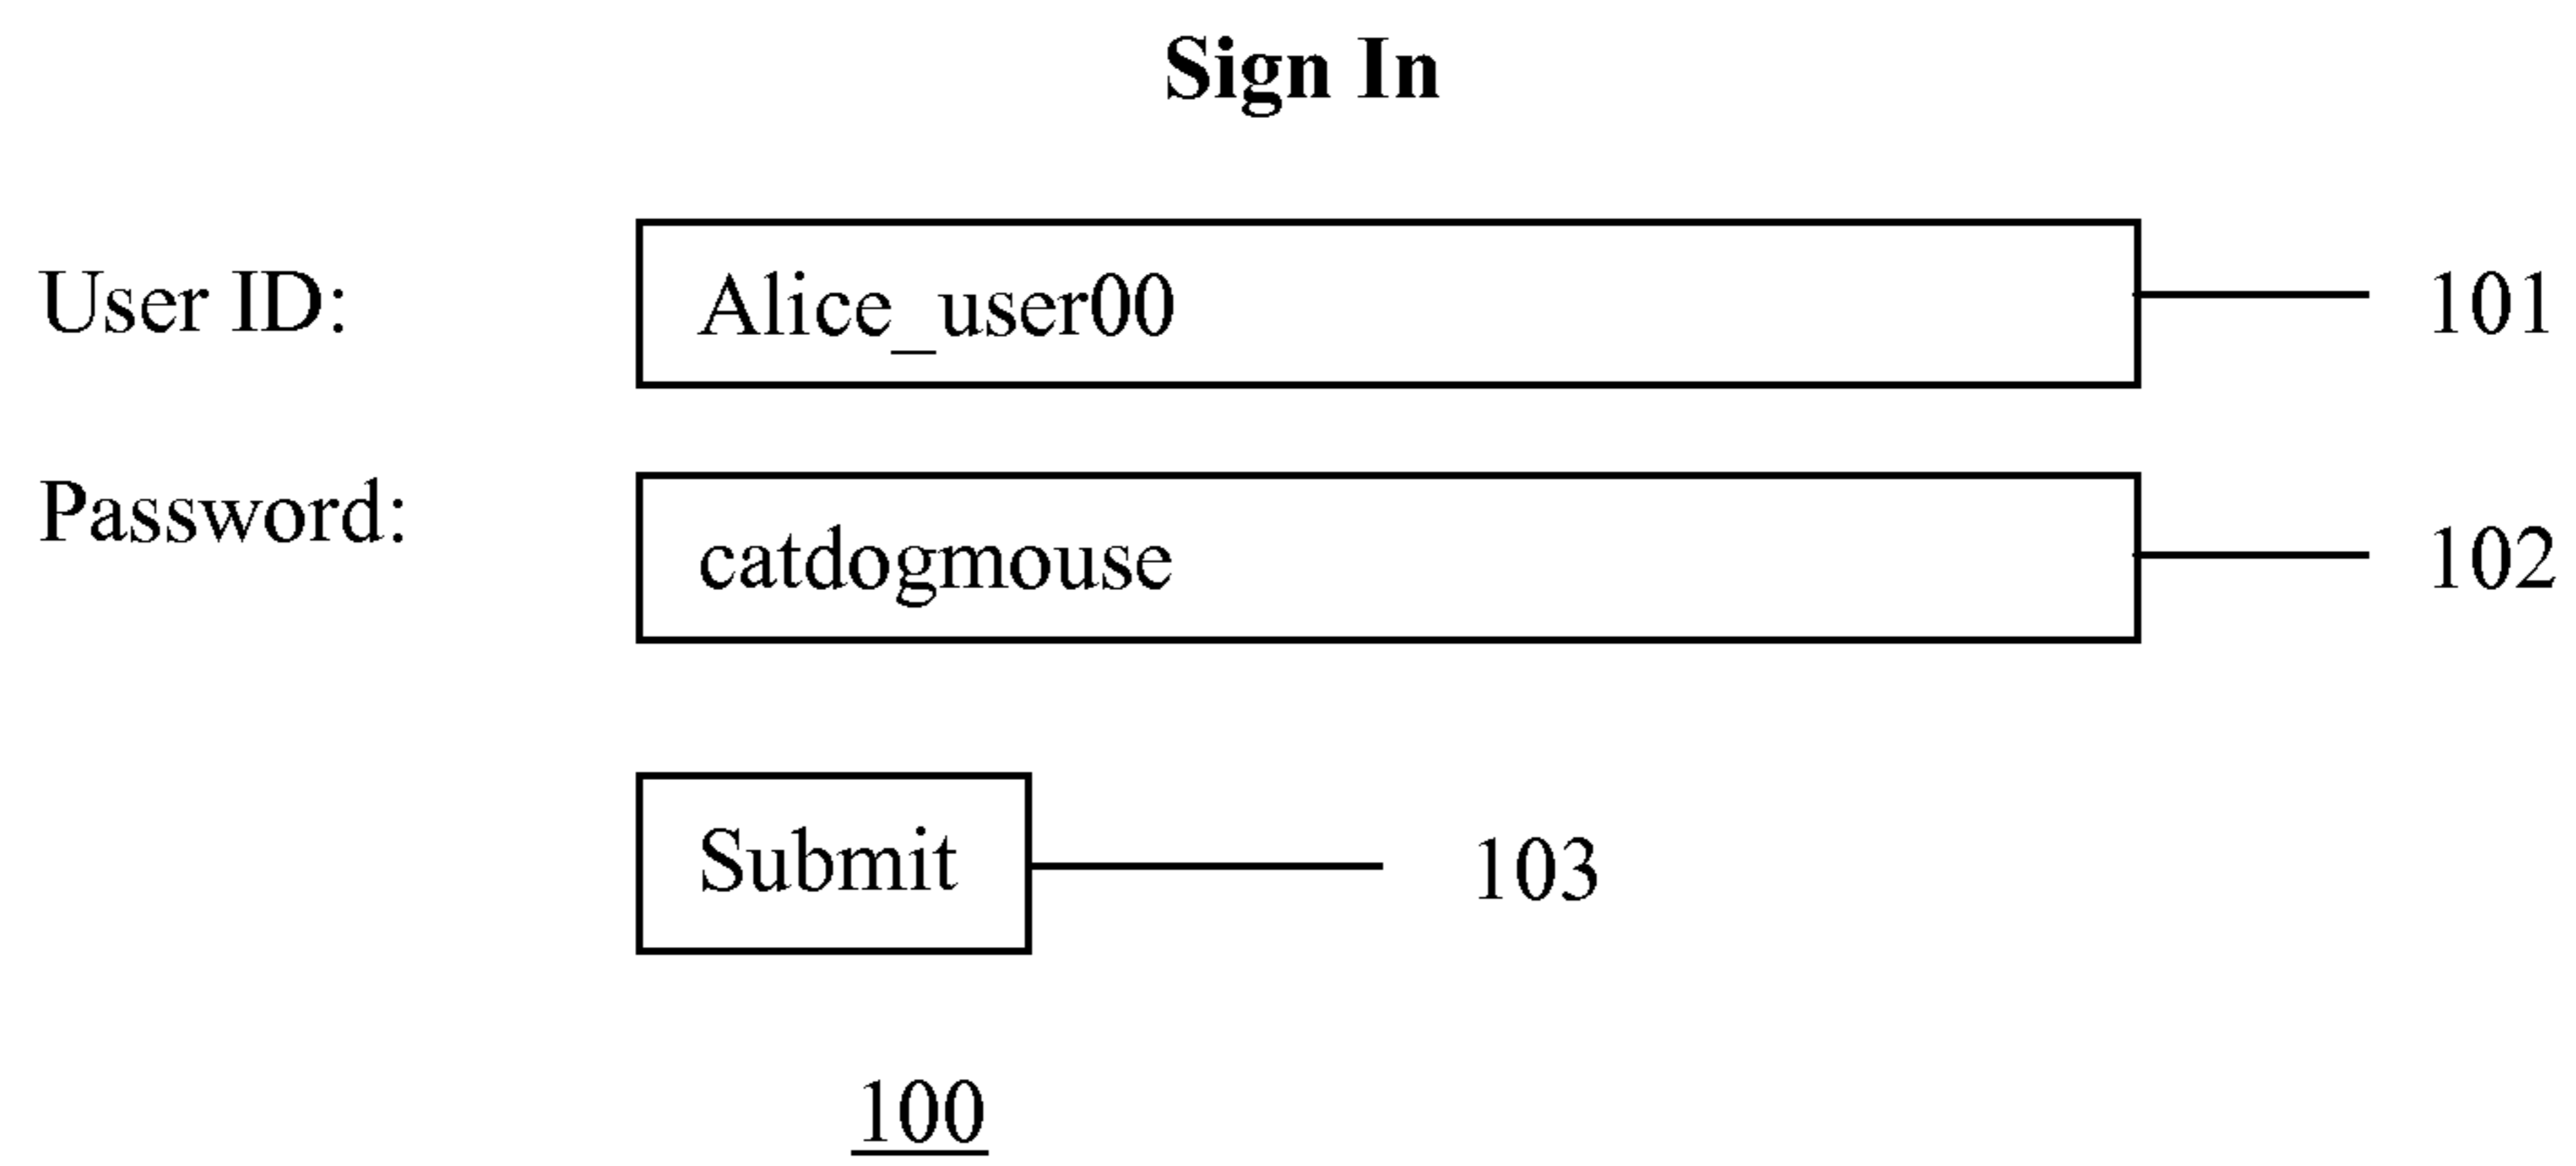 Sign In
User ID: Alice_user00 101
Password: catdogmouse 102
Submit 103
100